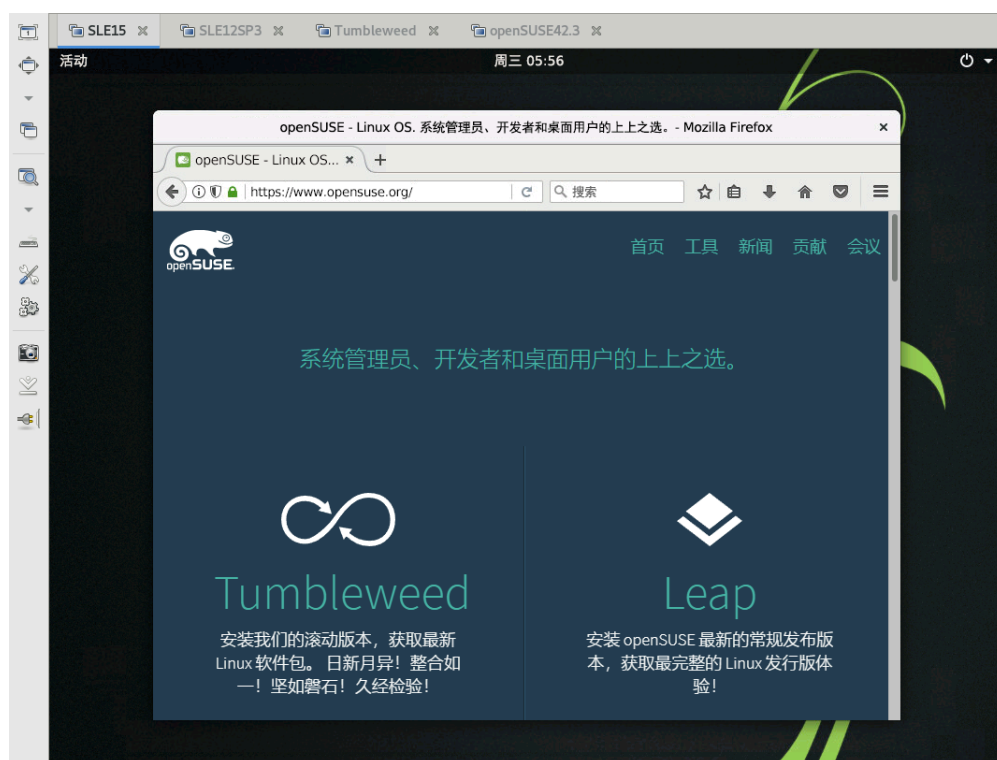 SLE15
SLE12SP3
Tumbleweed
openSUSE42.3
活动
周三 05:56
openSUSE - Linux OS. 系统管理员、开发者和桌面用户的上上之选。 - Mozilla Firefox
openSUSE - Linux OS...
https://www.opensuse.org/
搜索
openSUSE.
首页 工具 新闻 贡献 会议
系统管理员、开发者和桌面用户的上上之选。
Tumbleweed
安装我们的滚动版本，获取最新
Linux 软件包。 日新月异！整合如
一！坚如磐石！久经检验！
Leap
安装 openSUSE 最新的常规发布版
本，获取最完整的 Linux 发行版体
验！